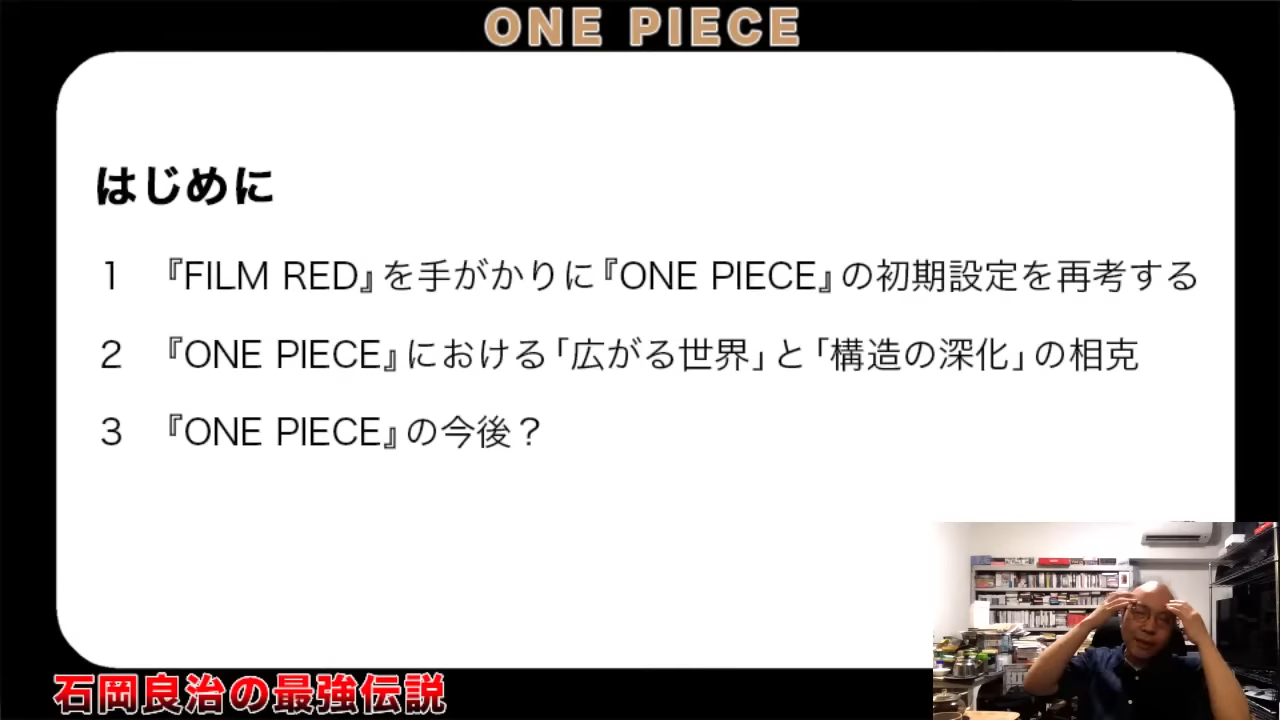 ONE PIECE
はじめに
1 『FILM RED』を手がかりに『ONE PIECE』の初期設定を再考する
2 『ONE PIECE』における「広がる世界」と「構造の深化」の相克
3 『ONE PIECE』の今後？
石岡良治の最強伝説